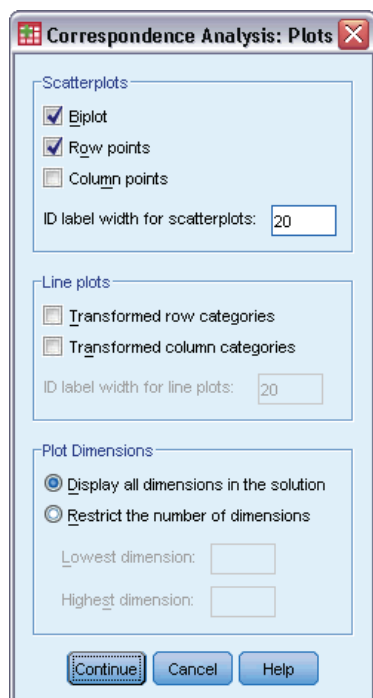 Correspondence Analysis: Plots
Scatterplots
Biplot
Row points
Column points
ID label width for scatterplots: 20
Line plots
Transformed row categories
Transformed column categories
ID label width for line plots: 20
Plot Dimensions
Display all dimensions in the solution
Restrict the number of dimensions
Lowest dimension:
Highest dimension:
Continue Cancel Help